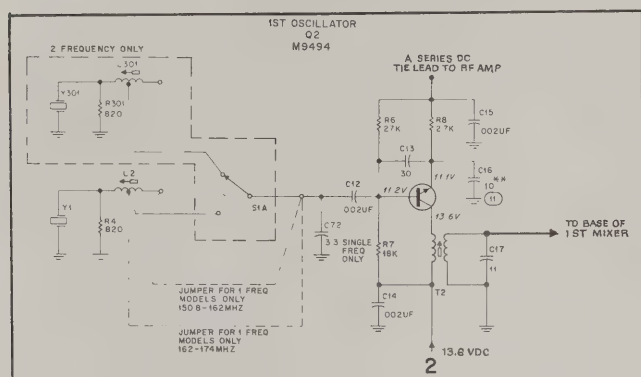 1ST OSCILLATOR
Q2
M9494
2 FREQUENCY ONLY
L301
Y301
R301
820
L2
Y1
R4
820
S1A
JUMPER FOR 1 FREQ
MODELS ONLY
150.8-162MHZ
JUMPER FOR 1 FREQ
MODELS ONLY
162-174MHZ
A SERIES DC
TIE LEAD TO RF AMP
R6
27K
R8
2.7K
C15
.002UF
C13
30
C16
**
10
11
11.1V
11.2V
13.6V
C12
.002UF
C72
3.3 SINGLE
FREQ
ONLY
R7
18K
C14
.002UF
T2
C17
11
TO BASE OF
1ST MIXER
13.6 VDC
2